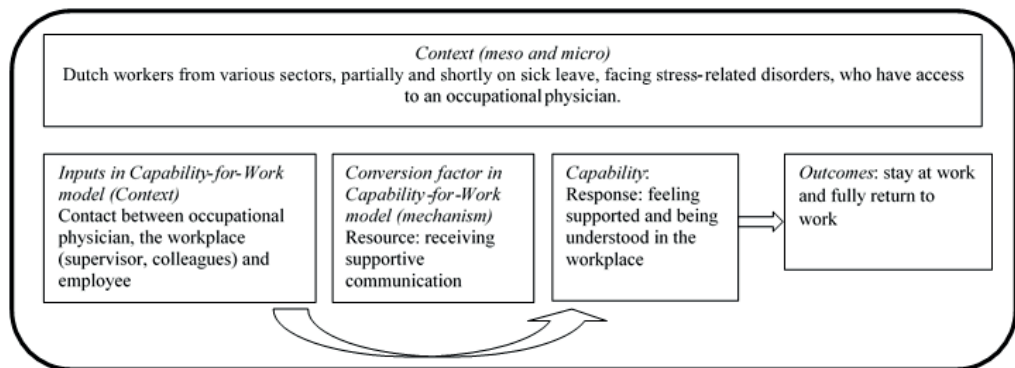 Context (meso and micro)
Dutch workers from various sectors, partially and shortly on sick leave, facing stress-related disorders, who have access
to an occupational physician.
Inputs in Capability-for-Work
model (Context)
Contact between occupational
physician, the workplace
(supervisor, colleagues) and
employee
Conversion factor in
Capability-for-Work
model (mechanism)
Resource: receiving
supportive
communication
Capability:
Response: feeling
supported and being
understood in the
workplace
Outcomes: stay at work
and fully return to
work